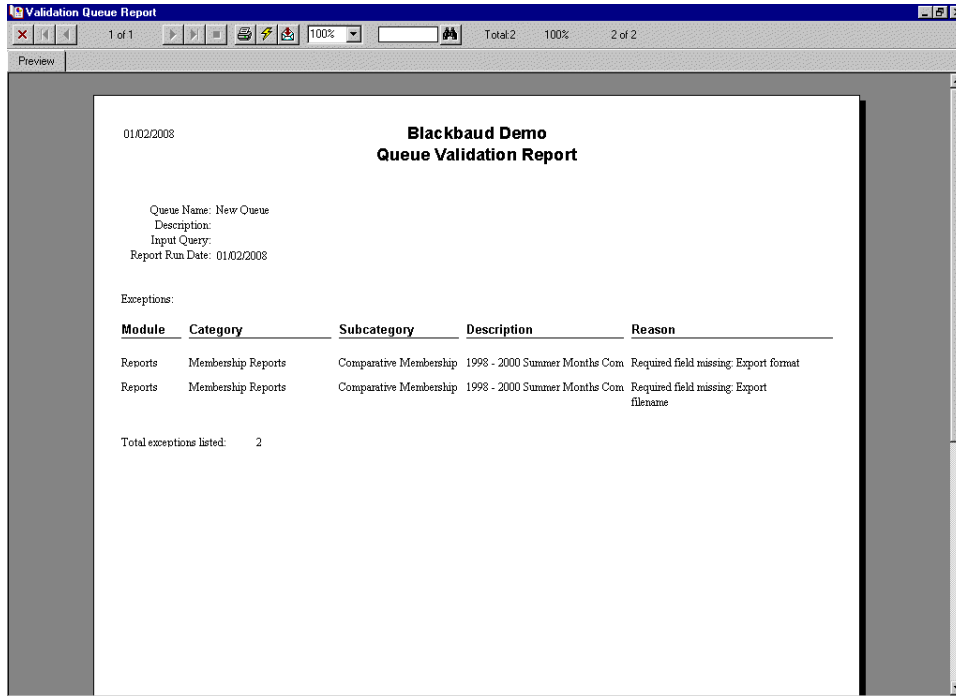 Validation Queue Report
1 of 1 100% Total:2 100% 2 of 2
Preview
01/02/2008
Blackbaud Demo
Queue Validation Report
Queue Name: New Queue
Description:
Input Query:
Report Run Date: 01/02/2008
Exceptions:
Module Category Subcategory Description Reason
Reports Membership Reports Comparative Membership 1998 - 2000 Summer Months Com Required field missing: Export format
Reports Membership Reports Comparative Membership 1998 - 2000 Summer Months Com Required field missing: Export
filename
Total exceptions listed: 2